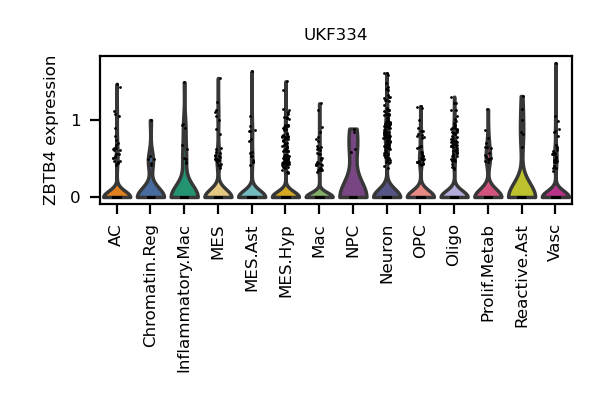 UKF334
ZBTB4 expression
1
0
AC
Chromatin.Reg
Inflammatory.Mac
MES
MES.Ast
MES.Hyp
Mac
NPC
Neuron
OPC
Oligo
Prolif.Metab
Reactive.Ast
Vasc